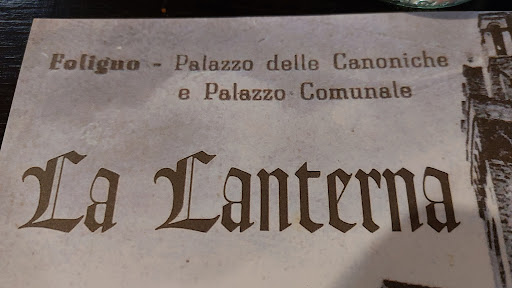 Foligno - Palazzo delle Canoniche
e Palazzo Comunale
La Lanterna